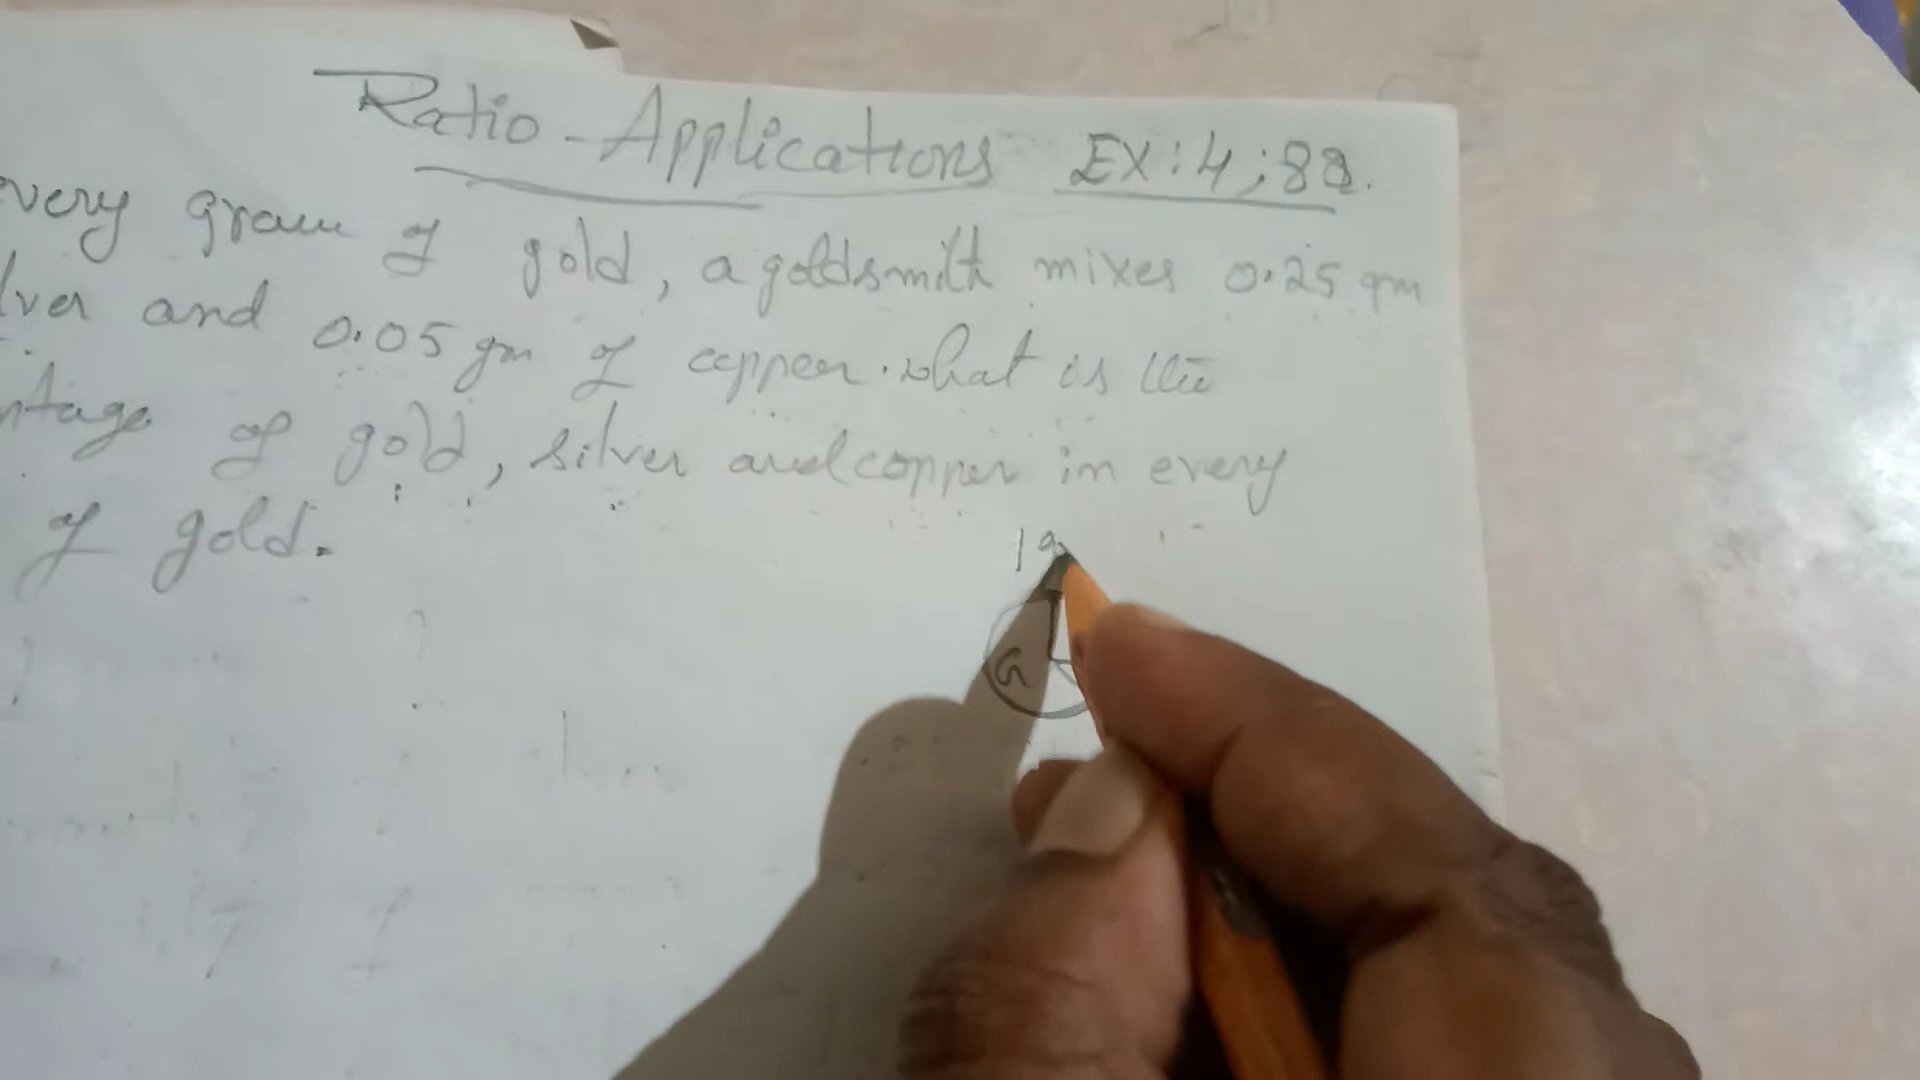 Ratio - Applications EX:4;8a.
very gram of gold, a goldsmith mixes 0.25 gm
lver and 0.05 gm of copper. what is the
ntage of gold, silver and copper in every
of gold.
1g
G